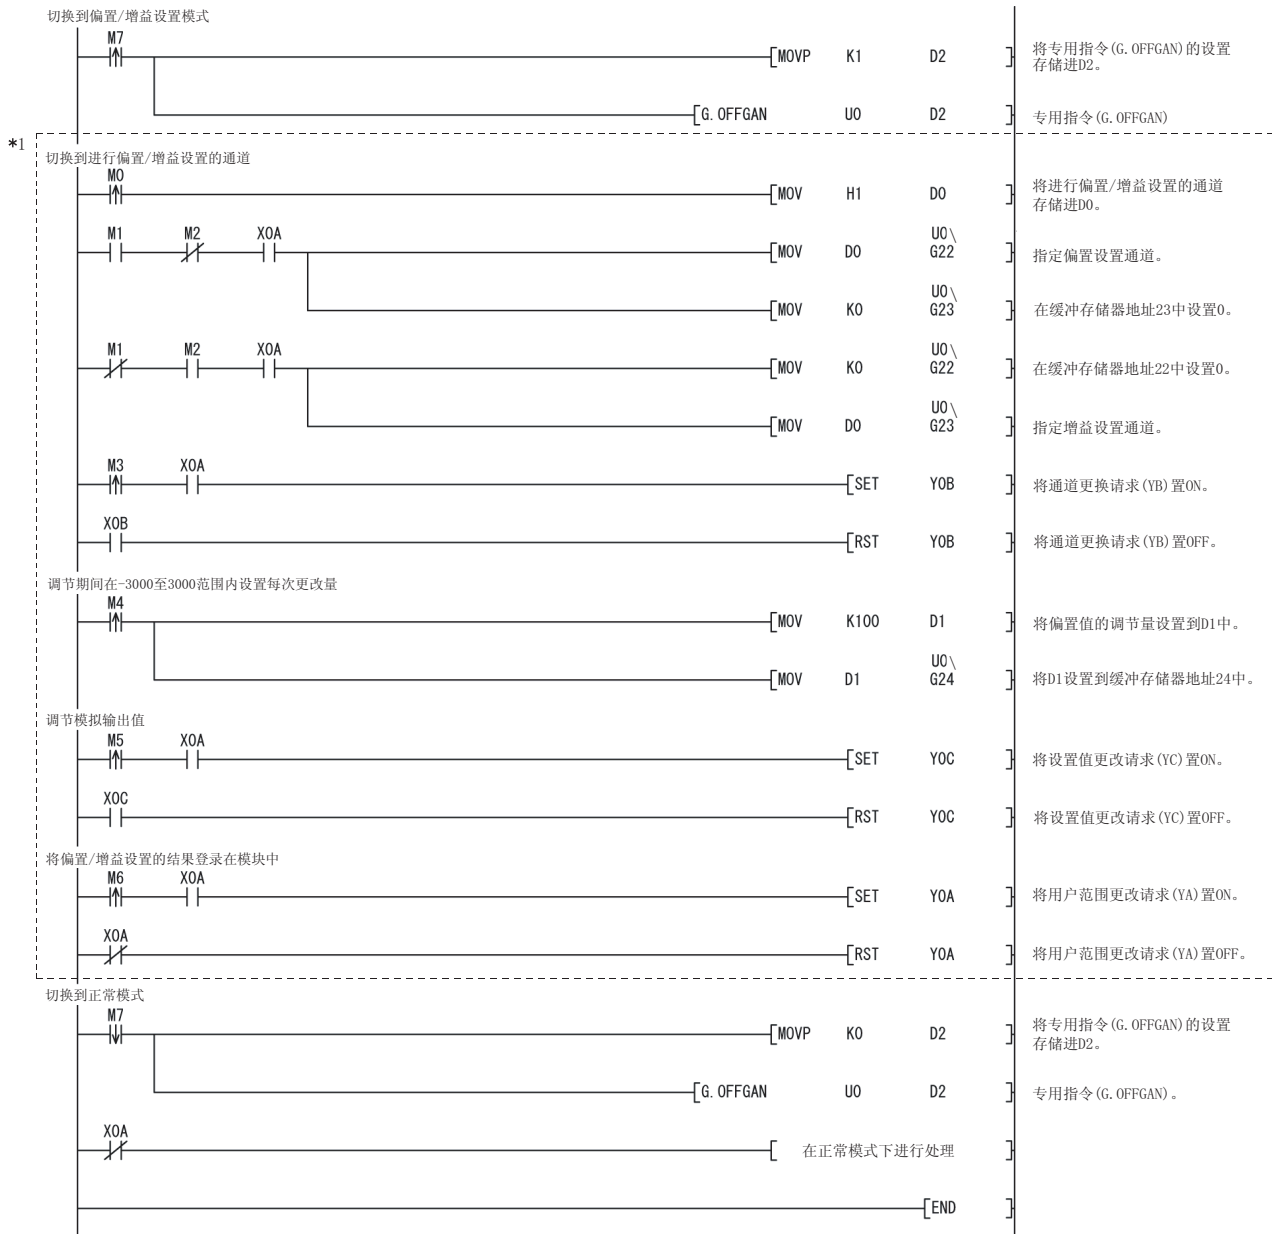 切换到偏置/增益设置模式
M7
MOVP K1 D2 将专用指令(G.OFFGAN)的设置
存储进D2。
G.OFFGAN U0 D2 专用指令(G.OFFGAN)
*1
切换到进行偏置/增益设置的通道
M0
MOV H1 D0 将进行偏置/增益设置的通道
存储进D0。
M1 M2 X0A U0\
MOV D0 G22 指定偏置设置通道。
U0\
MOV K0 G23 在缓冲存储器地址23中设置0。
M1 M2 X0A U0\
MOV K0 G22 在缓冲存储器地址22中设置0。
U0\
MOV D0 G23 指定增益设置通道。
M3 X0A
SET Y0B 将通道更换请求(YB)置ON。
X0B
RST Y0B 将通道更换请求(YB)置OFF。
调节期间在-3000至3000范围内设置每次更改量
M4
MOV K100 D1 将偏置值的调节量设置到D1中。
U0\
MOV D1 G24 将D1设置到缓冲存储器地址24中。
调节模拟输出值
M5 X0A
SET Y0C 将设置值更改请求(YC)置ON。
X0C
RST Y0C 将设置值更改请求(YC)置OFF。
将偏置/增益设置的结果登录在模块中
M6 X0A
SET Y0A 将用户范围更改请求(YA)置ON。
X0A
RST Y0A 将用户范围更改请求(YA)置OFF。
切换到正常模式
M7
MOVP K0 D2 将专用指令(G.OFFGAN)的设置
存储进D2。
G.OFFGAN U0 D2 专用指令(G.OFFGAN)。
X0A
在正常模式下进行处理
END